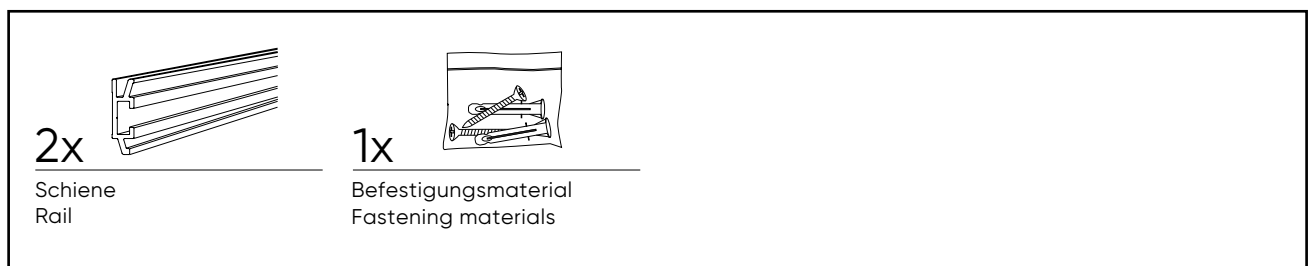 2x
Schiene
Rail
1x
Befestigungsmaterial
Fastening materials